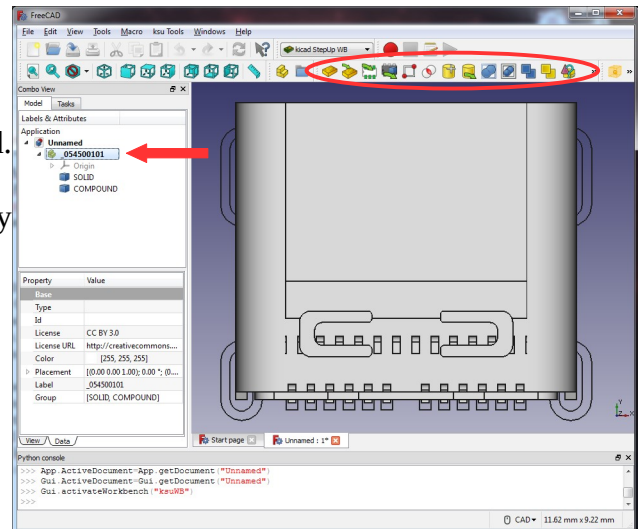 FreeCAD
File Edit View Tools Macro ksu Tools Windows Help
kicad StepUp WB
Combo View
Model Tasks
Labels & Attributes
Application
Unnamed
_054500101
Origin
SOLID
COMPOUND
l.
y
Property Value
Base
Type
Id
License CC BY 3.0
License URL http://creativecommons....
Color [255, 255, 255]
Placement [(0.00 0.00 1.00); 0.00 °; (0....
Label _054500101
Group [SOLID, COMPOUND]
View Data
Start page Unnamed : 1*
Y
Z X
Python console
>>> App.ActiveDocument=App.getDocument("Unnamed")
>>> Gui.ActiveDocument=Gui.getDocument("Unnamed")
>>> Gui.activateWorkbench("ksuWB")
>>>
CAD 11.62 mm x 9.22 mm